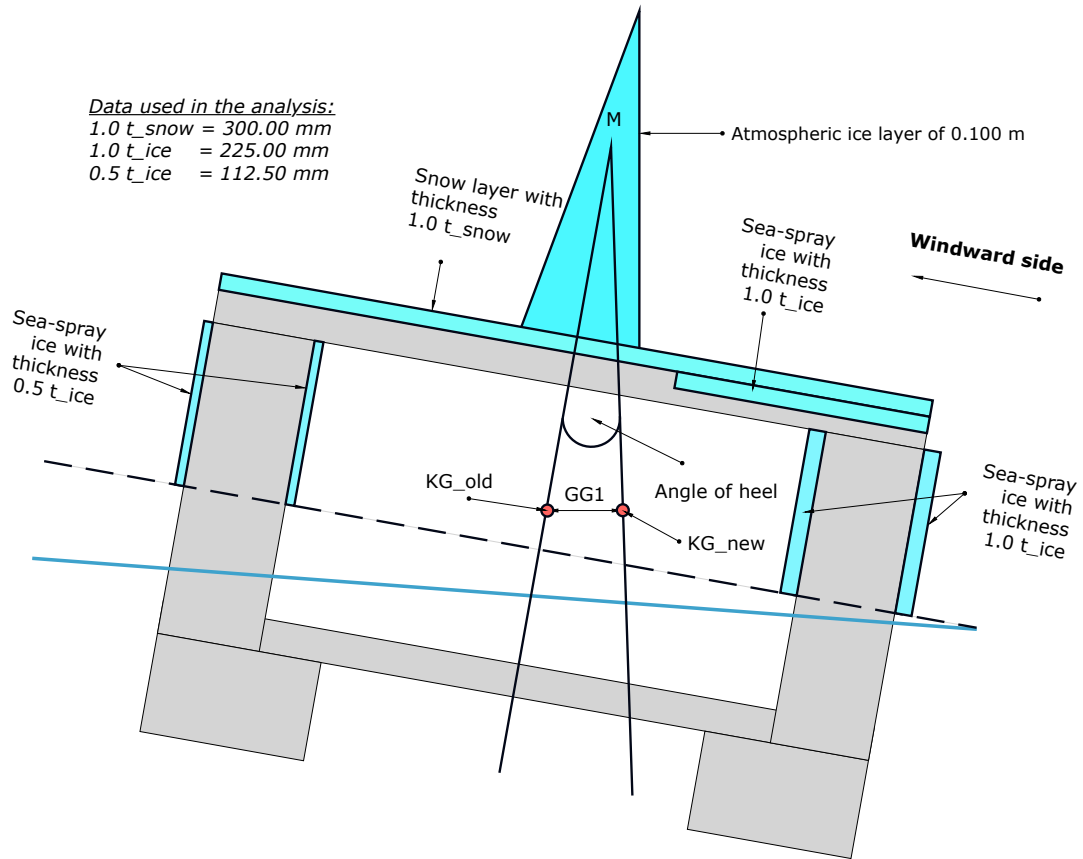 Data used in the analysis:
1.0 t_snow = 300.00 mm
1.0 t_ice = 225.00 mm
0.5 t_ice = 112.50 mm
M
Atmospheric ice layer of 0.100 m
Snow layer with
thickness
1.0 t_snow
Sea-spray
ice with
thickness
1.0 t_ice
Windward side
Sea-spray
ice with
thickness
0.5 t_ice
KG_old
GG1
Angle of heel
KG_new
Sea-spray
ice with
thickness
1.0 t_ice